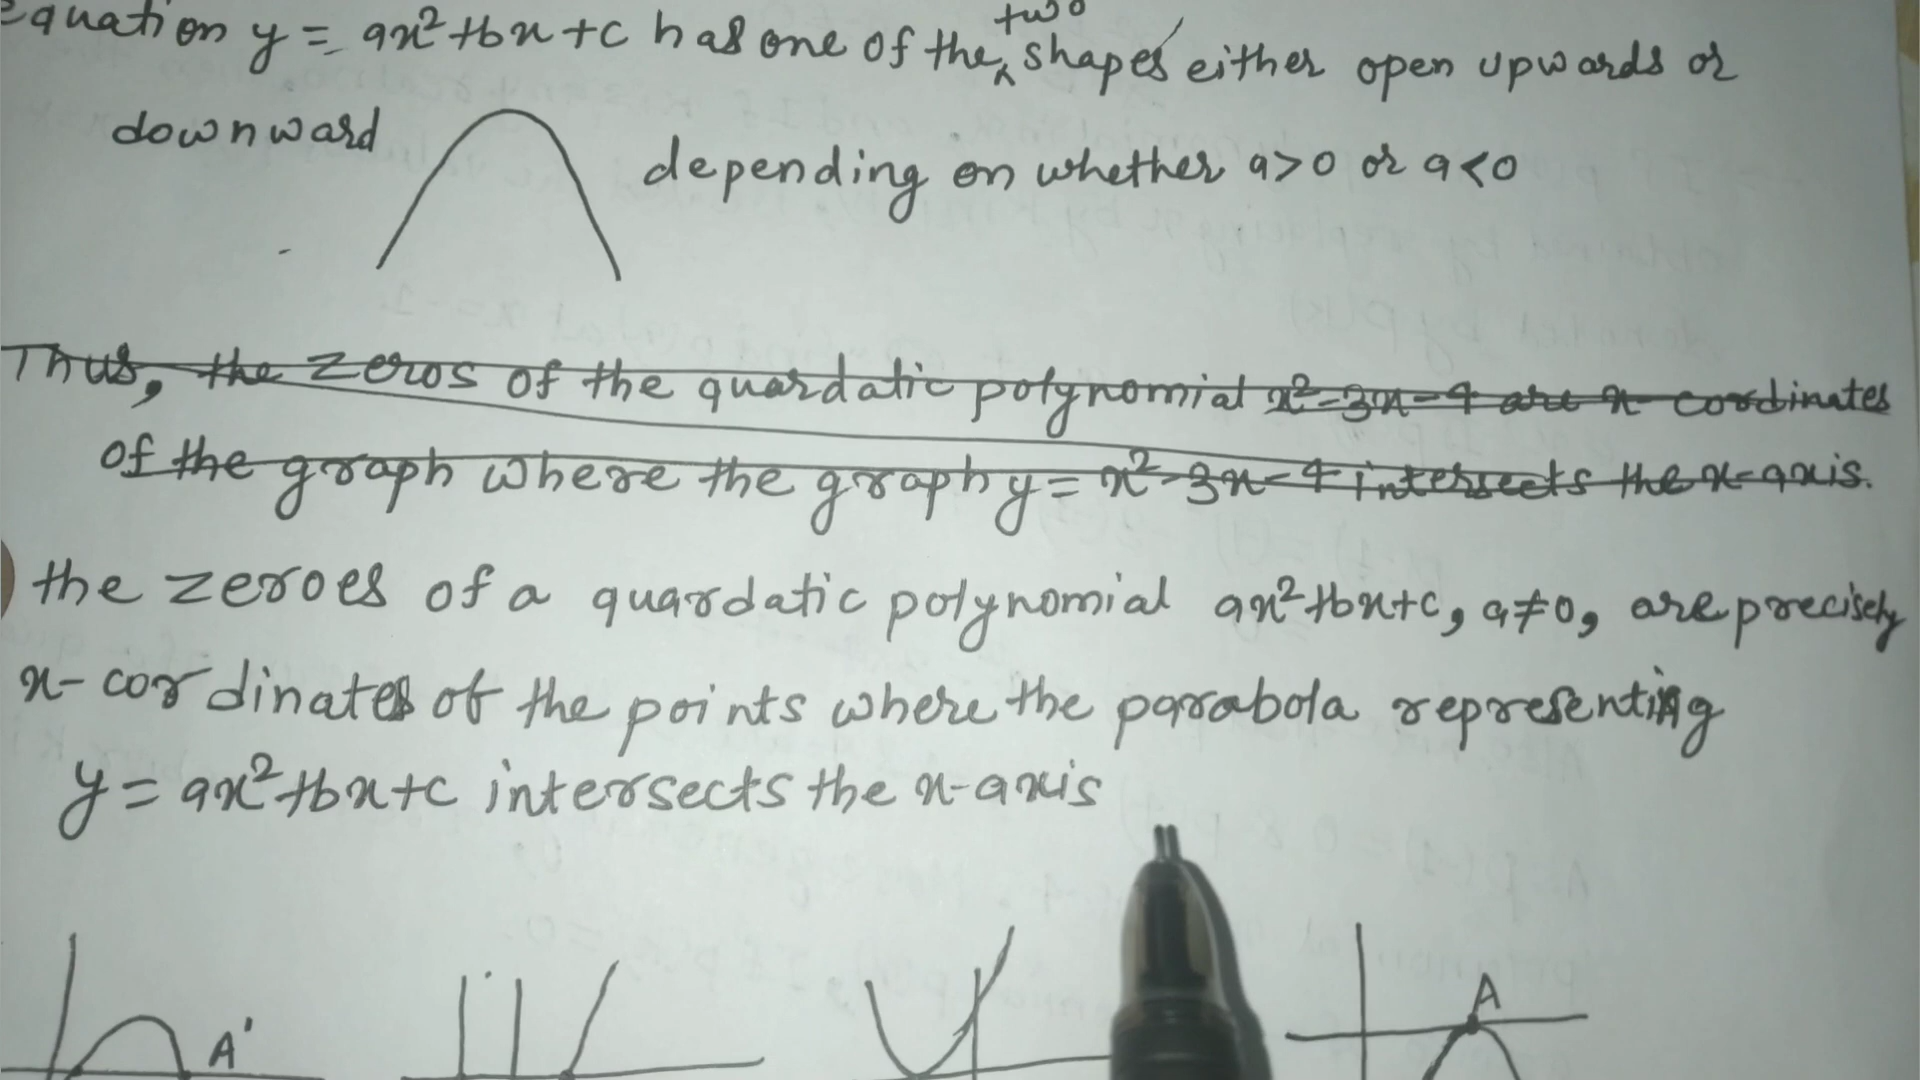 equation y = ax²+bx+c has one of the two shapes either open upwards or
downward depending on whether a>0 or a<0
Thus, the zeros of the quardatic polynomial x²-3x-4 are x- cordinates
of the graph where the graph y = x²-3x-4 intersects the x-axis.
the zeroes of a quardatic polynomial ax²+bx+c, a≠0, are precisely
x-cordinates of the points where the parabola representing
y = ax²+bx+c intersects the x-axis
A'
A